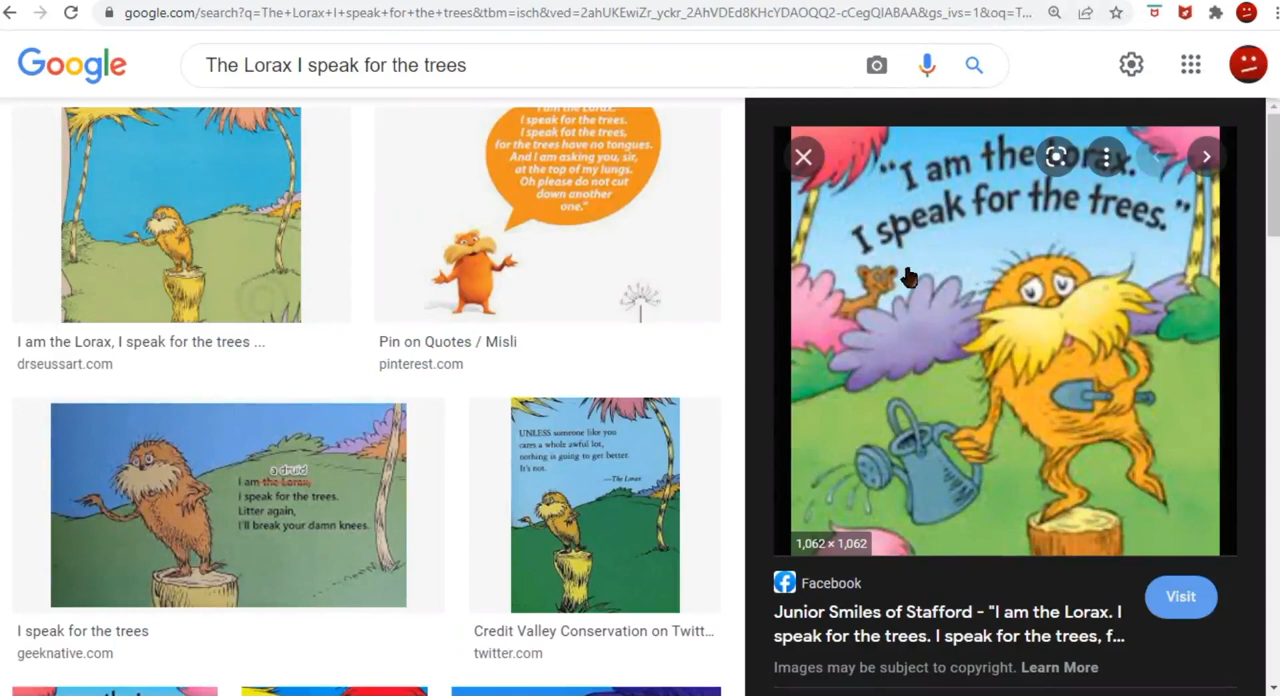 google.com/search?q=The+Lorax+I+speak+for+the+trees&tbm=isch&ved=2ahUKEwiZr_yckr_2AhVDEd8KHcYDAOQQ2-cCegQIABAA&gs_ivs=1&oq=T...
Google
The Lorax I speak for the trees
I speak for the trees.
I speak fot the trees,
for the trees have no tongues.
And I am asking you, sir,
at the top of my lungs.
Oh please do not cut
down another
one."
I am the Lorax, I speak for the trees ...
drseussart.com
Pin on Quotes / Misli
pinterest.com
a druid
I am the Lorax,
I speak for the trees.
Litter again,
I'll break your damn knees.
I speak for the trees
geeknative.com
UNLESS someone like you
cares a whole awful lot,
nothing is going to get better.
It's not.
—The Lorax
Credit Valley Conservation on Twitt...
twitter.com
"I am the Lorax.
I speak for the trees."
1,062 × 1,062
Facebook
Junior Smiles of Stafford - "I am the Lorax. I
speak for the trees. I speak for the trees, f...
Visit
Images may be subject to copyright. Learn More